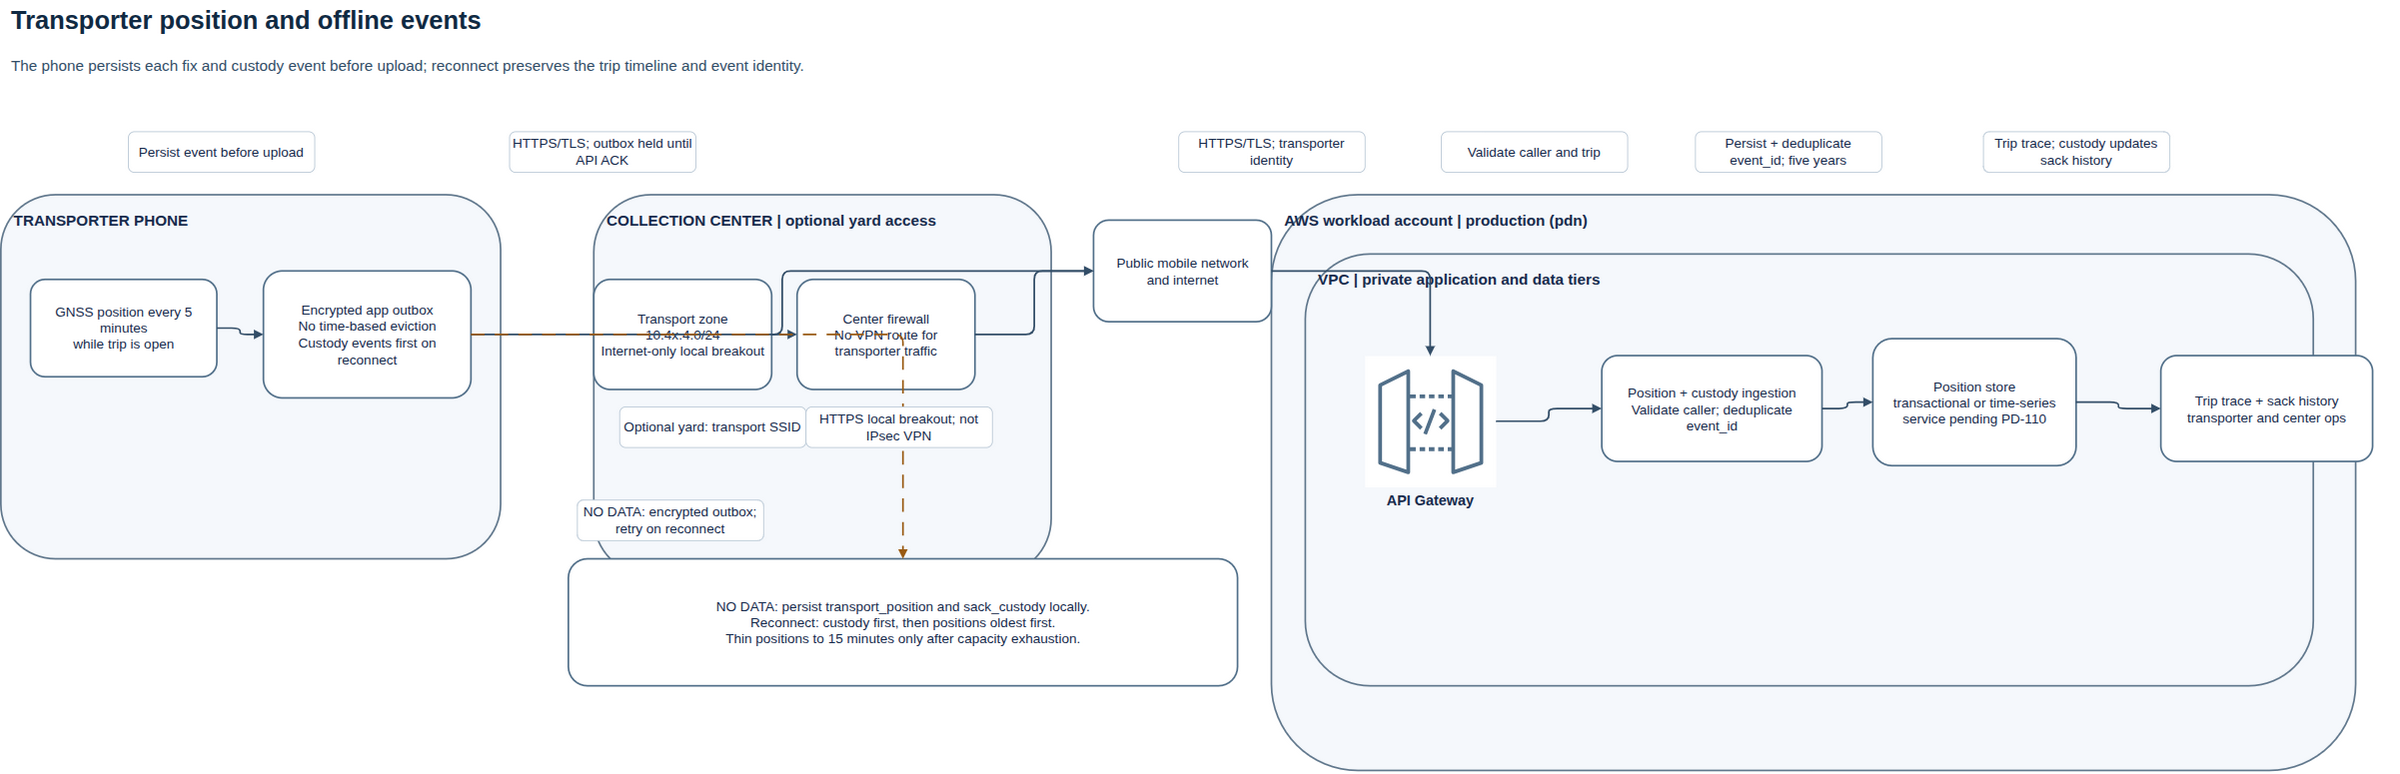 Transporter position and offline events
The phone persists each fix and custody event before upload; reconnect preserves the trip timeline and event identity.
Persist event before upload
HTTPS/TLS; outbox held until
API ACK
HTTPS/TLS; transporter
identity
Validate caller and trip
Persist + deduplicate
event_id; five years
Trip trace; custody updates
sack history
TRANSPORTER PHONE
GNSS position every 5
minutes
while trip is open
Encrypted app outbox
No time-based eviction
Custody events first on
reconnect
COLLECTION CENTER | optional yard access
Transport zone
10.4x.4.0/24
Internet-only local breakout
Center firewall
No VPN route for
transporter traffic
Optional yard: transport SSID
HTTPS local breakout; not
IPsec VPN
NO DATA: encrypted outbox;
retry on reconnect
NO DATA: persist transport_position and sack_custody locally.
Reconnect: custody first, then positions oldest first.
Thin positions to 15 minutes only after capacity exhaustion.
Public mobile network
and internet
AWS workload account | production (pdn)
VPC | private application and data tiers
API Gateway
Position + custody ingestion
Validate caller; deduplicate
event_id
Position store
transactional or time-series
service pending PD-110
Trip trace + sack history
transporter and center ops